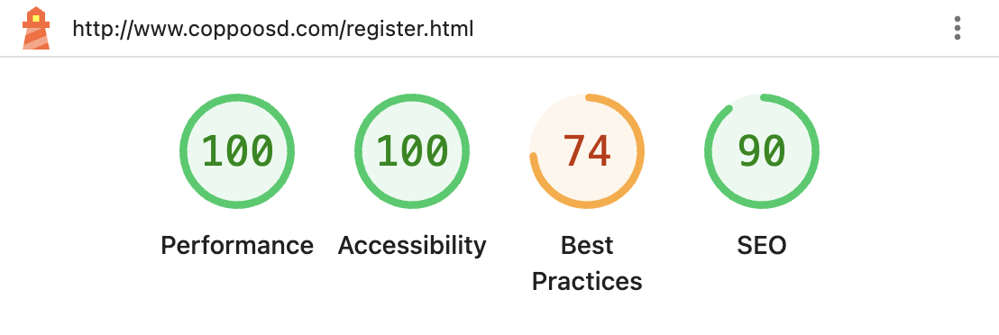 http://www.coppoosd.com/register.html
100
100
74
90
Performance
Accessibility
Best
Practices
SEO